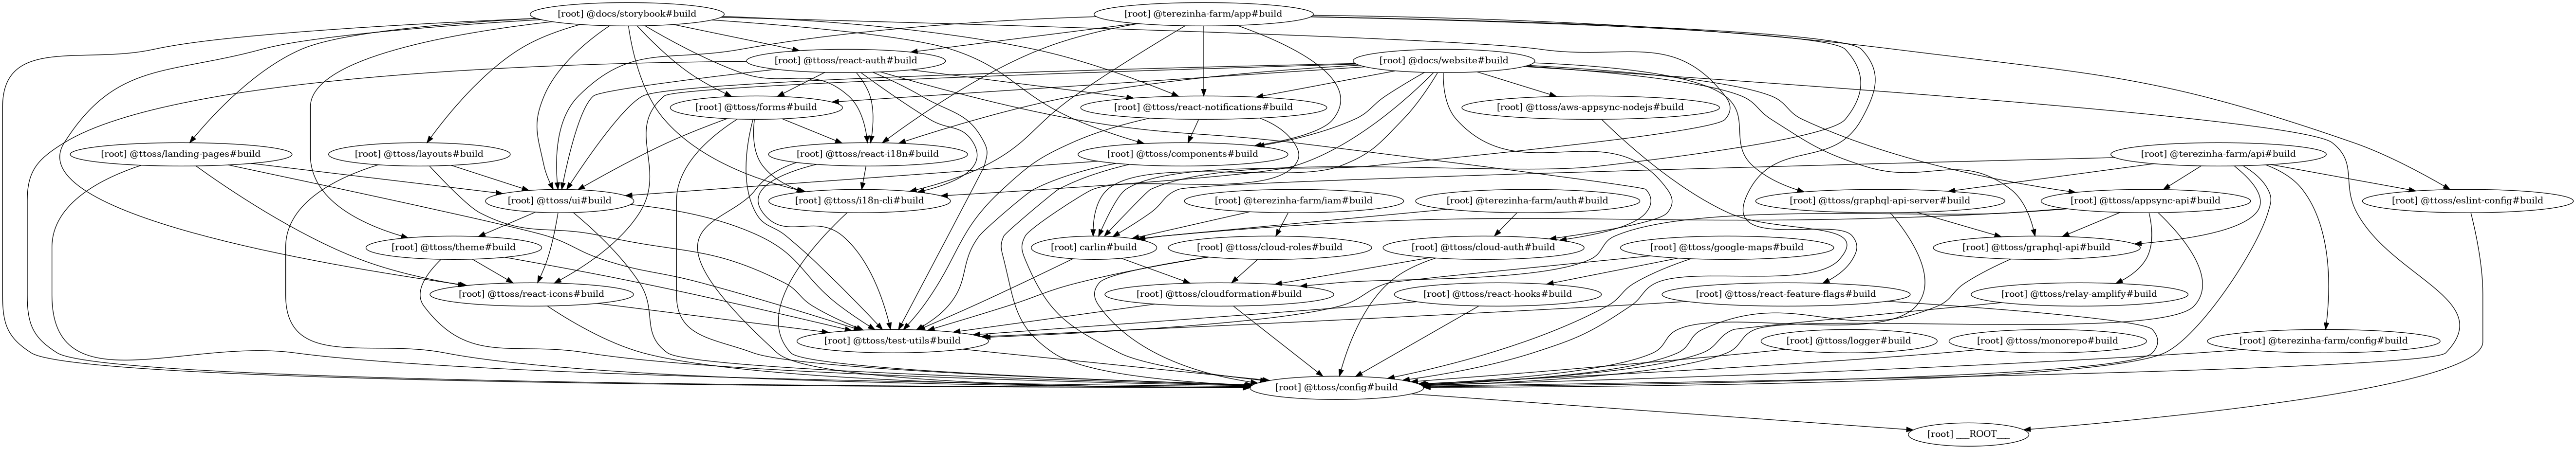 [root] @docs/storybook#build
[root] @terezinha-farm/app#build
[root] @ttoss/react-auth#build
[root] @docs/website#build
[root] @ttoss/forms#build
[root] @ttoss/react-notifications#build
[root] @ttoss/aws-appsync-nodejs#build
[root] @ttoss/landing-pages#build
[root] @ttoss/layouts#build
[root] @ttoss/react-i18n#build
[root] @ttoss/components#build
[root] @terezinha-farm/api#build
[root] @ttoss/ui#build
[root] @ttoss/i18n-cli#build
[root] @terezinha-farm/iam#build
[root] @terezinha-farm/auth#build
[root] @ttoss/graphql-api-server#build
[root] @ttoss/appsync-api#build
[root] @ttoss/eslint-config#build
[root] @ttoss/theme#build
[root] carlin#build
[root] @ttoss/cloud-roles#build
[root] @ttoss/cloud-auth#build
[root] @ttoss/google-maps#build
[root] @ttoss/graphql-api#build
[root] @ttoss/react-icons#build
[root] @ttoss/cloudformation#build
[root] @ttoss/react-hooks#build
[root] @ttoss/react-feature-flags#build
[root] @ttoss/relay-amplify#build
[root] @ttoss/test-utils#build
[root] @ttoss/logger#build
[root] @ttoss/monorepo#build
[root] @terezinha-farm/config#build
[root] @ttoss/config#build
[root] ___ROOT___